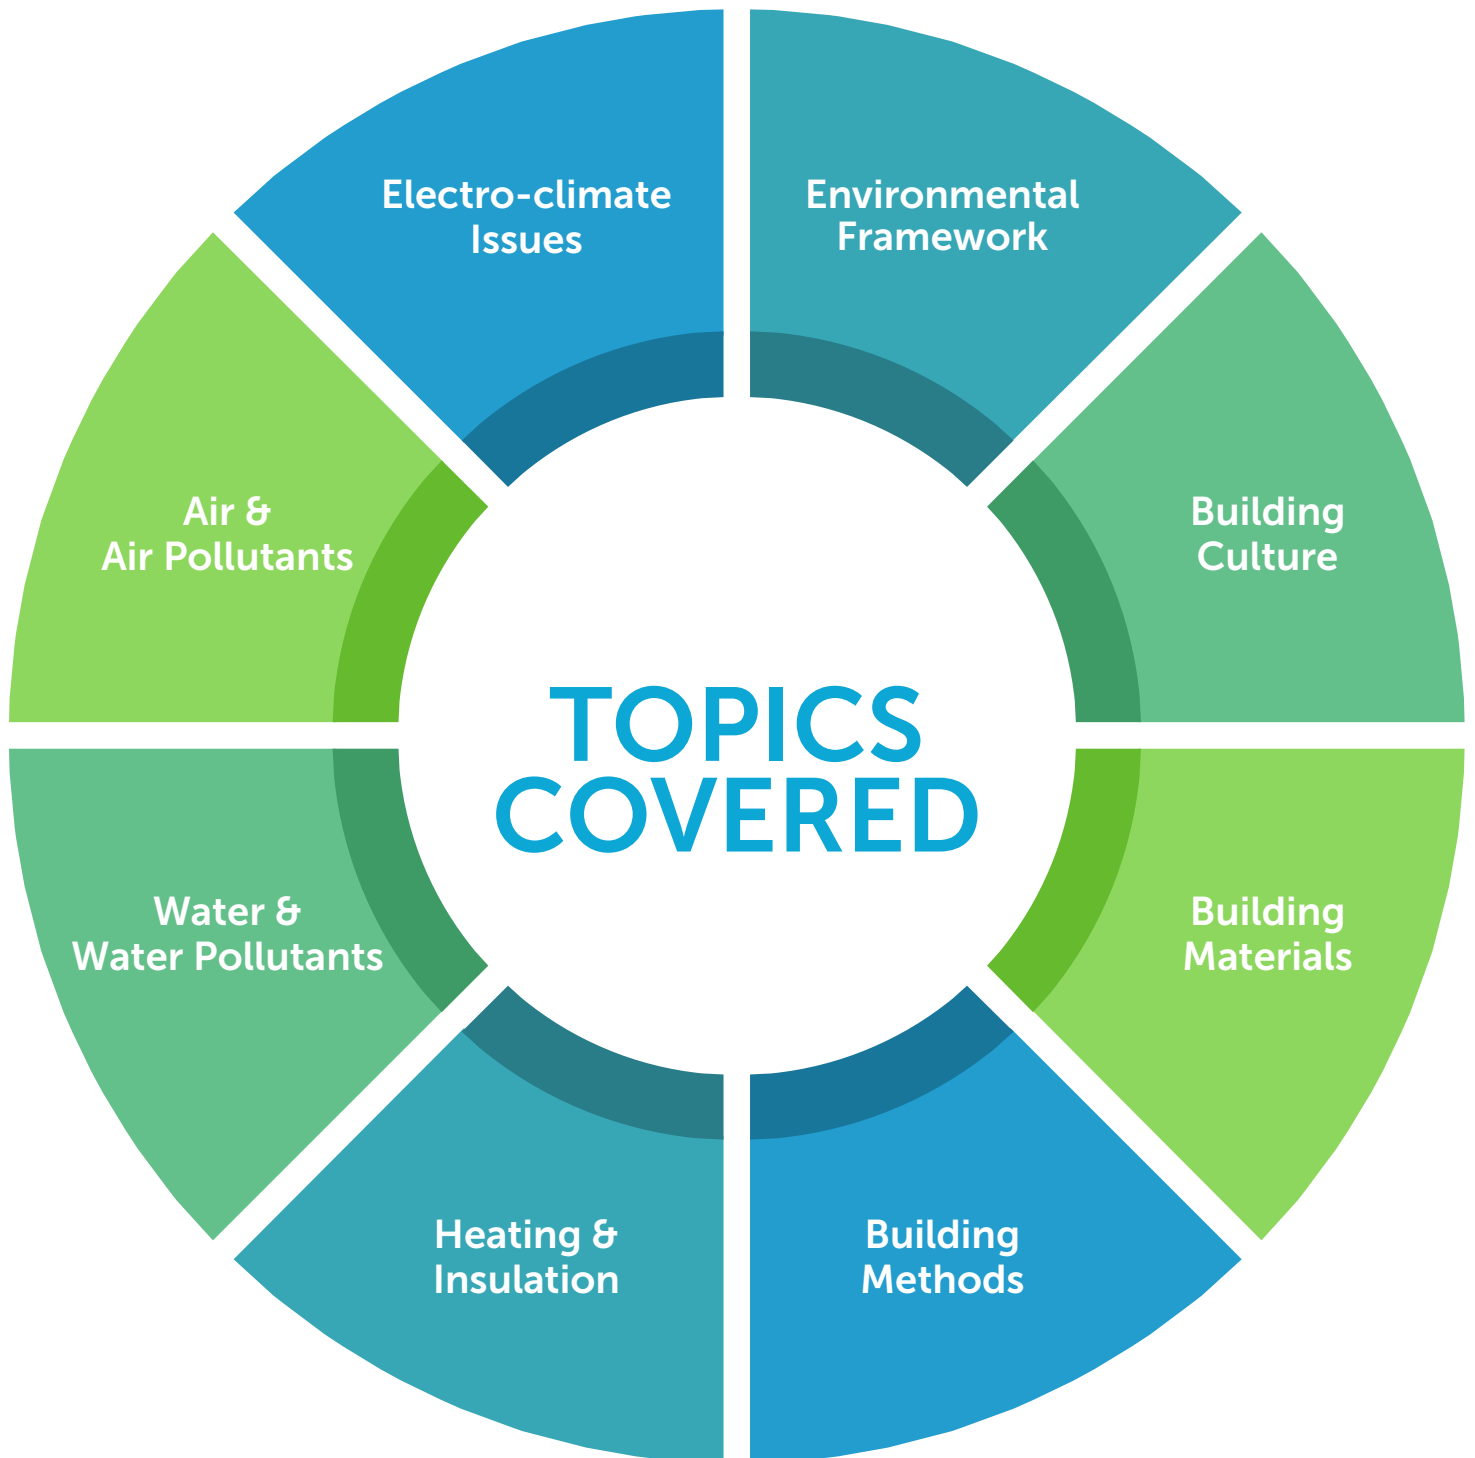 Electro-climate
Issues
Environmental
Framework
Building
Culture
Building
Materials
Building
Methods
Heating &
Insulation
Water &
Water Pollutants
Air &
Air Pollutants
TOPICS
COVERED